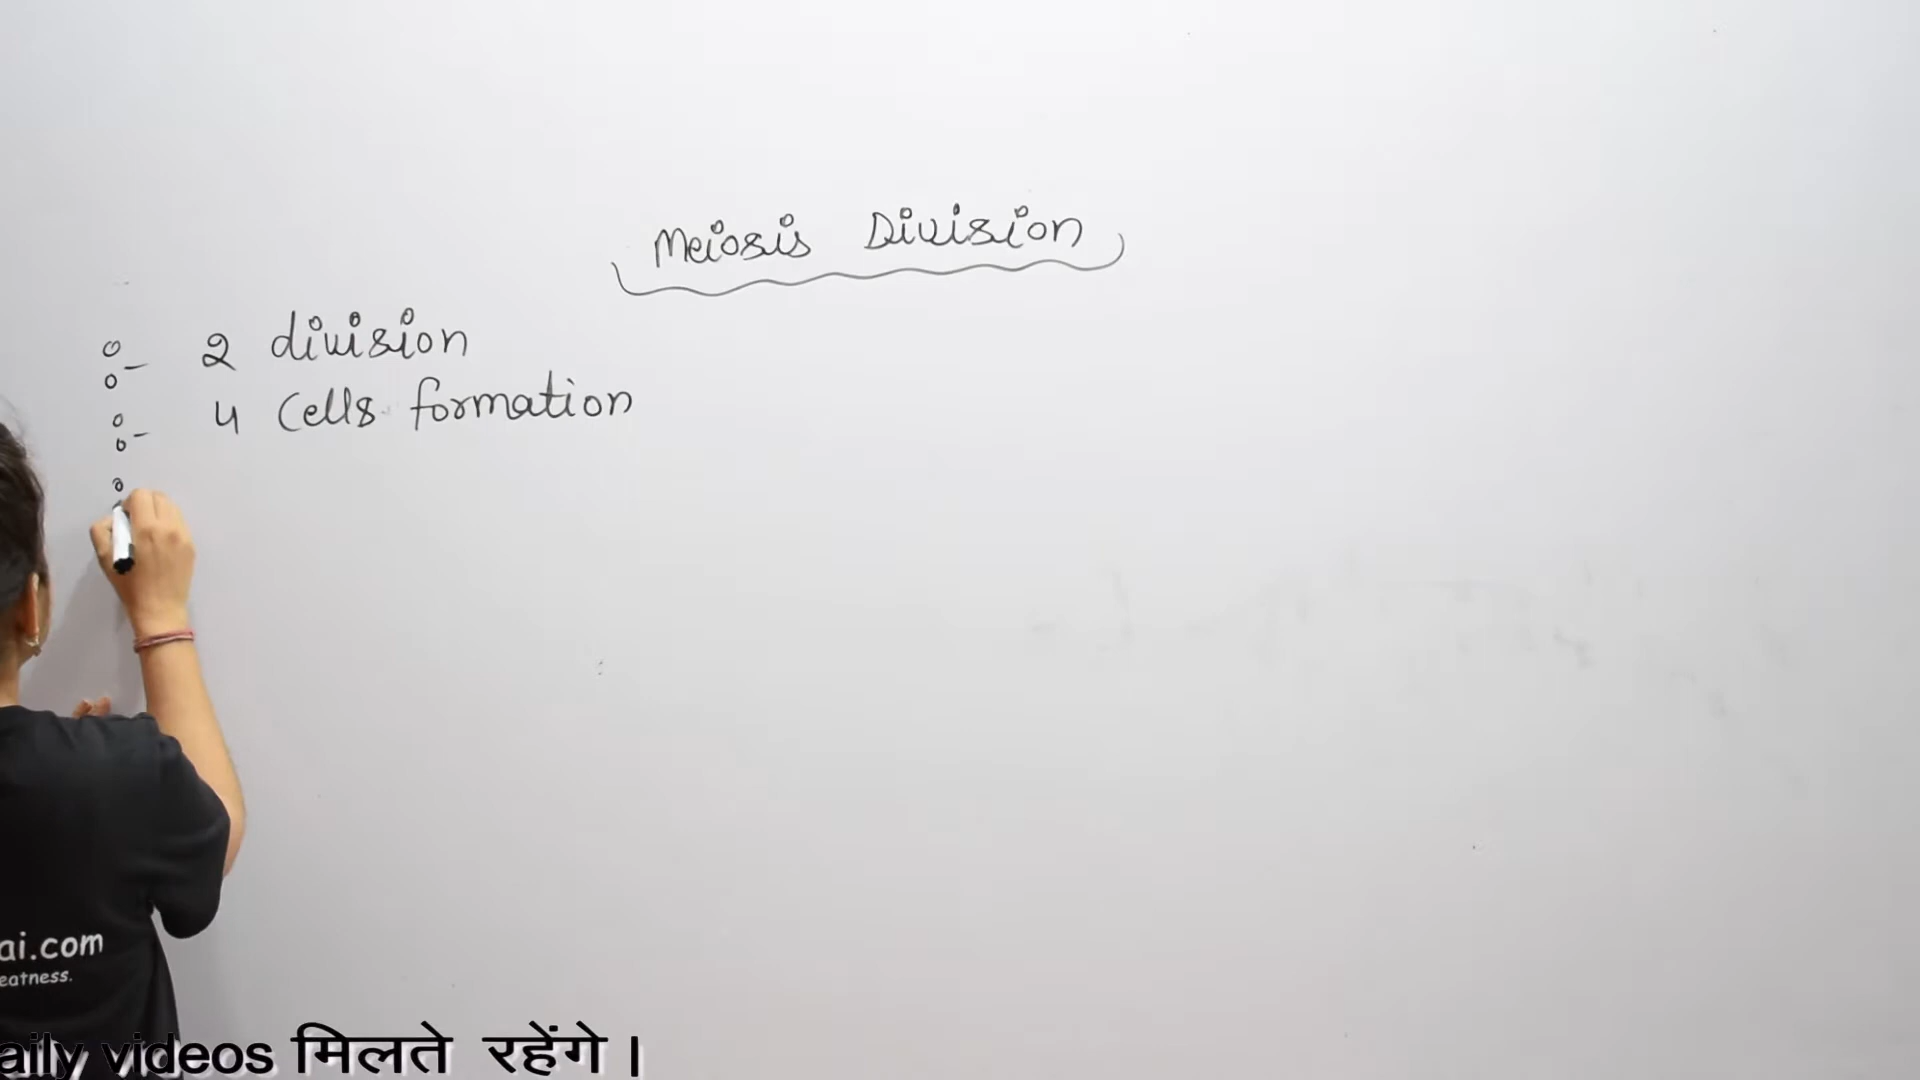 Meiosis Division
2 division
4 Cells formation
ai.com
eatness.
aily videos मिलते रहेंगे।